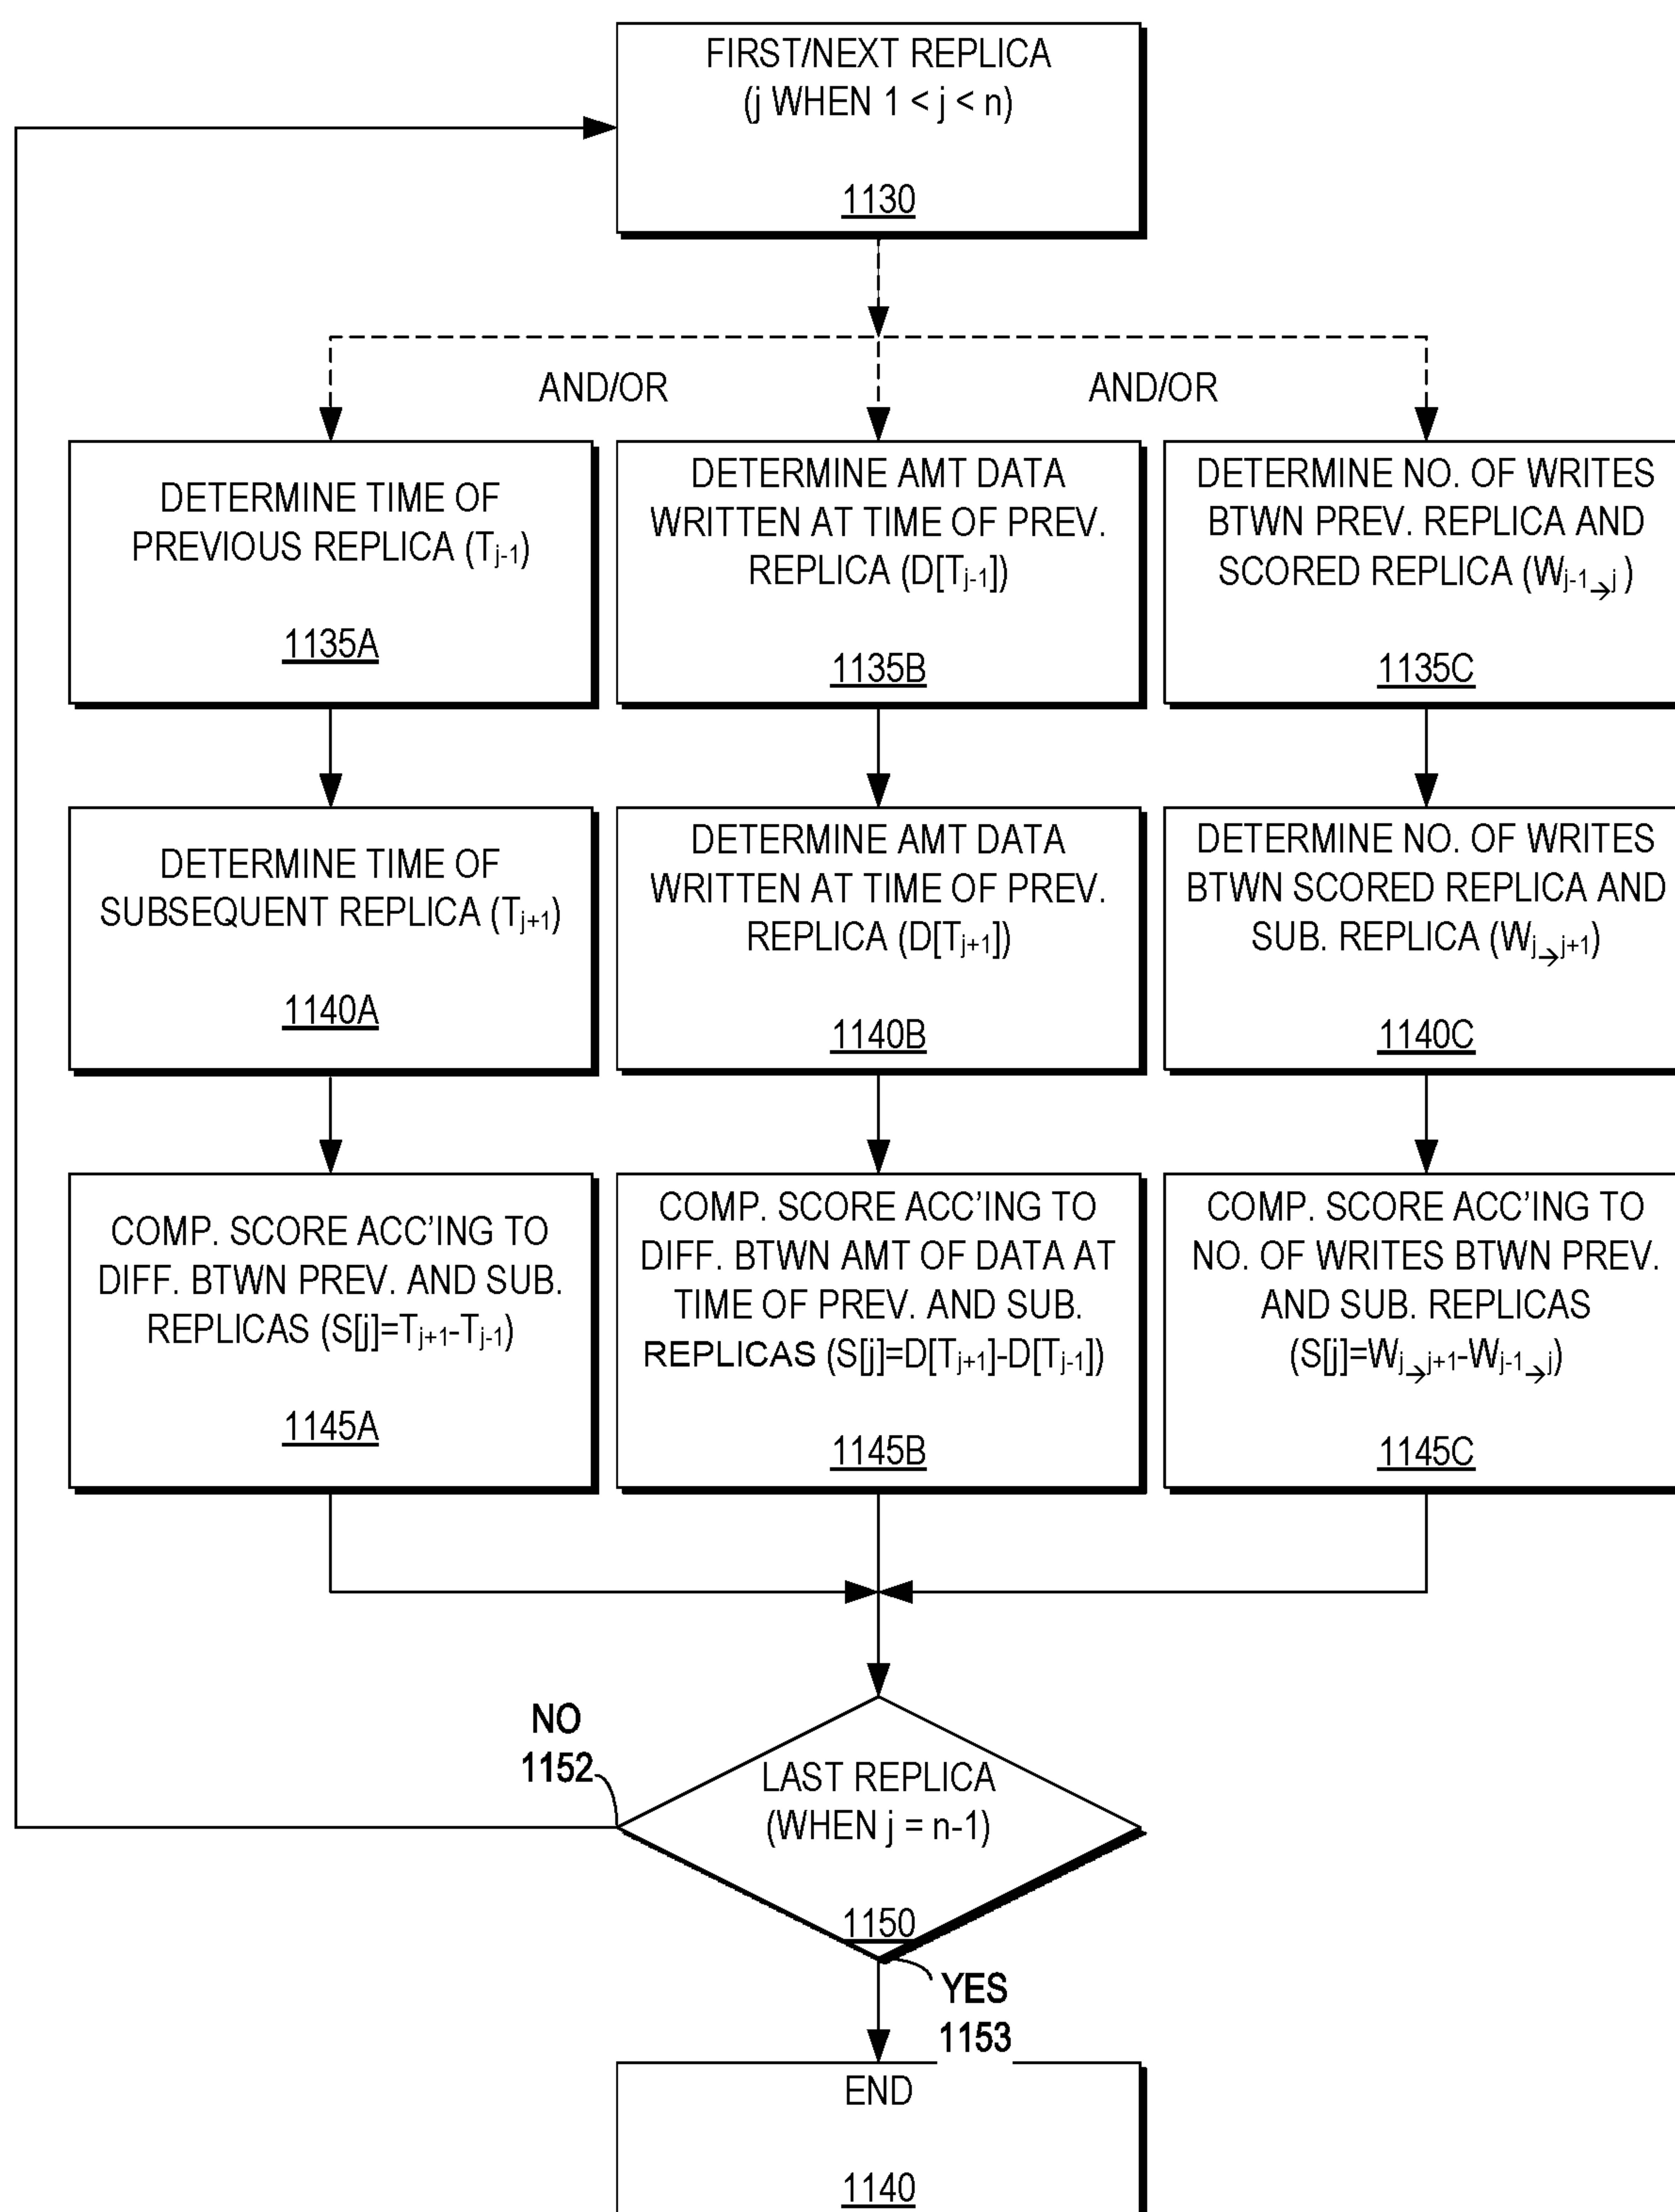 FIRST/NEXT REPLICA
(j WHEN 1 < j < n)
1130
AND/OR
AND/OR
DETERMINE TIME OF
PREVIOUS REPLICA (Tj-1)
1135A
DETERMINE AMT DATA
WRITTEN AT TIME OF PREV.
REPLICA (D[Tj-1])
1135B
DETERMINE NO. OF WRITES
BTWN PREV. REPLICA AND
SCORED REPLICA (Wj-1→j)
1135C
DETERMINE TIME OF
SUBSEQUENT REPLICA (Tj+1)
1140A
DETERMINE AMT DATA
WRITTEN AT TIME OF PREV.
REPLICA (D[Tj+1])
1140B
DETERMINE NO. OF WRITES
BTWN SCORED REPLICA AND
SUB. REPLICA (Wj→j+1)
1140C
COMP. SCORE ACC'ING TO
DIFF. BTWN PREV. AND SUB.
REPLICAS (S[j]=Tj+1-Tj-1)
1145A
COMP. SCORE ACC'ING TO
DIFF. BTWN AMT OF DATA AT
TIME OF PREV. AND SUB.
REPLICAS (S[j]=D[Tj+1]-D[Tj-1])
1145B
COMP. SCORE ACC'ING TO
NO. OF WRITES BTWN PREV.
AND SUB. REPLICAS
(S[j]=Wj→j+1-Wj-1→j)
1145C
NO
1152
LAST REPLICA
(WHEN j = n-1)
1150
YES
1153
END
1140